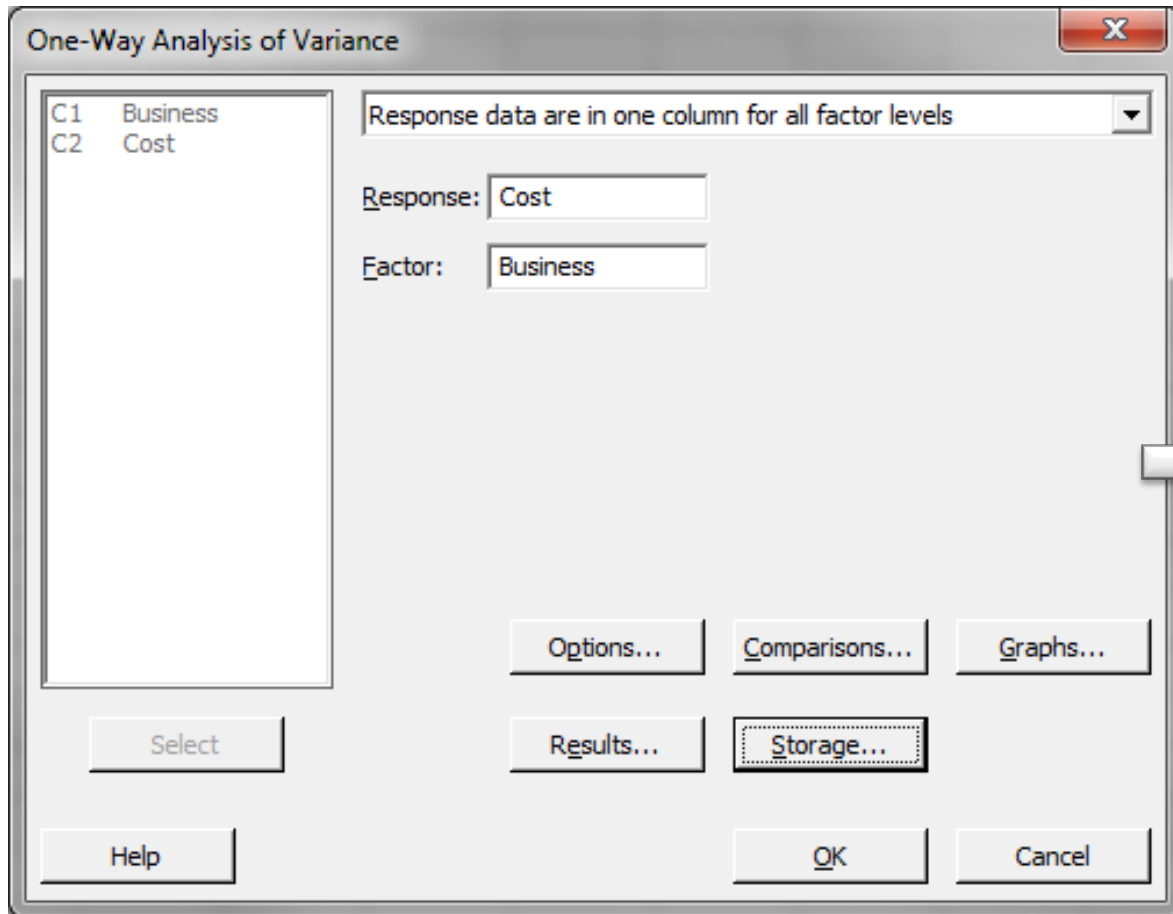 One-Way Analysis of Variance
X
C1 Business
C2 Cost
Response data are in one column for all factor levels
Response: Cost
Factor: Business
Options... Comparisons... Graphs...
Select Results... Storage...
Help OK Cancel